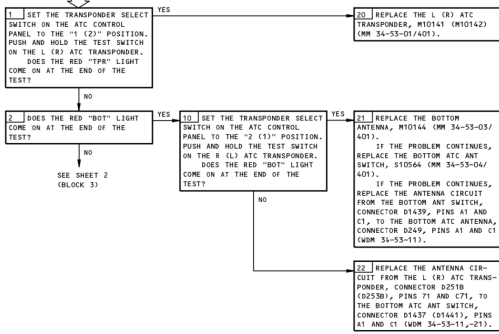 1 SET THE TRANSPONDER SELECT
SWITCH ON THE ATC CONTROL
PANEL TO THE "1 (2)" POSITION.
PUSH AND HOLD THE TEST SWITCH
ON THE L (R) ATC TRANSPONDER.
DOES THE RED "TPR" LIGHT
COME ON AT THE END OF THE
TEST?
YES
20 REPLACE THE L (R) ATC
TRANSPONDER, M10141 (M10142)
(MM 34-53-01/401).
NO
2 DOES THE RED "BOT" LIGHT
COME ON AT THE END OF THE
TEST?
YES
10 SET THE TRANSPONDER SELECT
SWITCH ON THE ATC CONTROL
PANEL TO THE "2 (1)" POSITION.
PUSH AND HOLD THE TEST SWITCH
ON THE R (L) ATC TRANSPONDER.
DOES THE RED "BOT" LIGHT
COME ON AT THE END OF THE
TEST?
YES
21 REPLACE THE BOTTOM
ANTENNA, M10144 (MM 34-53-03/
401).
IF THE PROBLEM CONTINUES,
REPLACE THE BOTTOM ATC ANT
SWITCH, S10564 (MM 34-53-04/
401).
IF THE PROBLEM CONTINUES,
REPLACE THE ANTENNA CIRCUIT
FROM THE BOTTOM ANT SWITCH,
CONNECTOR D1439, PINS A1 AND
C1, TO THE BOTTOM ATC ANTENNA,
CONNECTOR D249, PINS A1 AND C1
(WDM 34-53-11).
NO
SEE SHEET 2
(BLOCK 3)
NO
22 REPLACE THE ANTENNA CIR-
CUIT FROM THE L (R) ATC TRANS-
PONDER, CONNECTOR D251B
(D253B), PINS 71 AND C71, TO
THE BOTTOM ATC ANT SWITCH,
CONNECTOR D1437 (D1441), PINS
A1 AND C1 (WDM 34-53-11,-21).